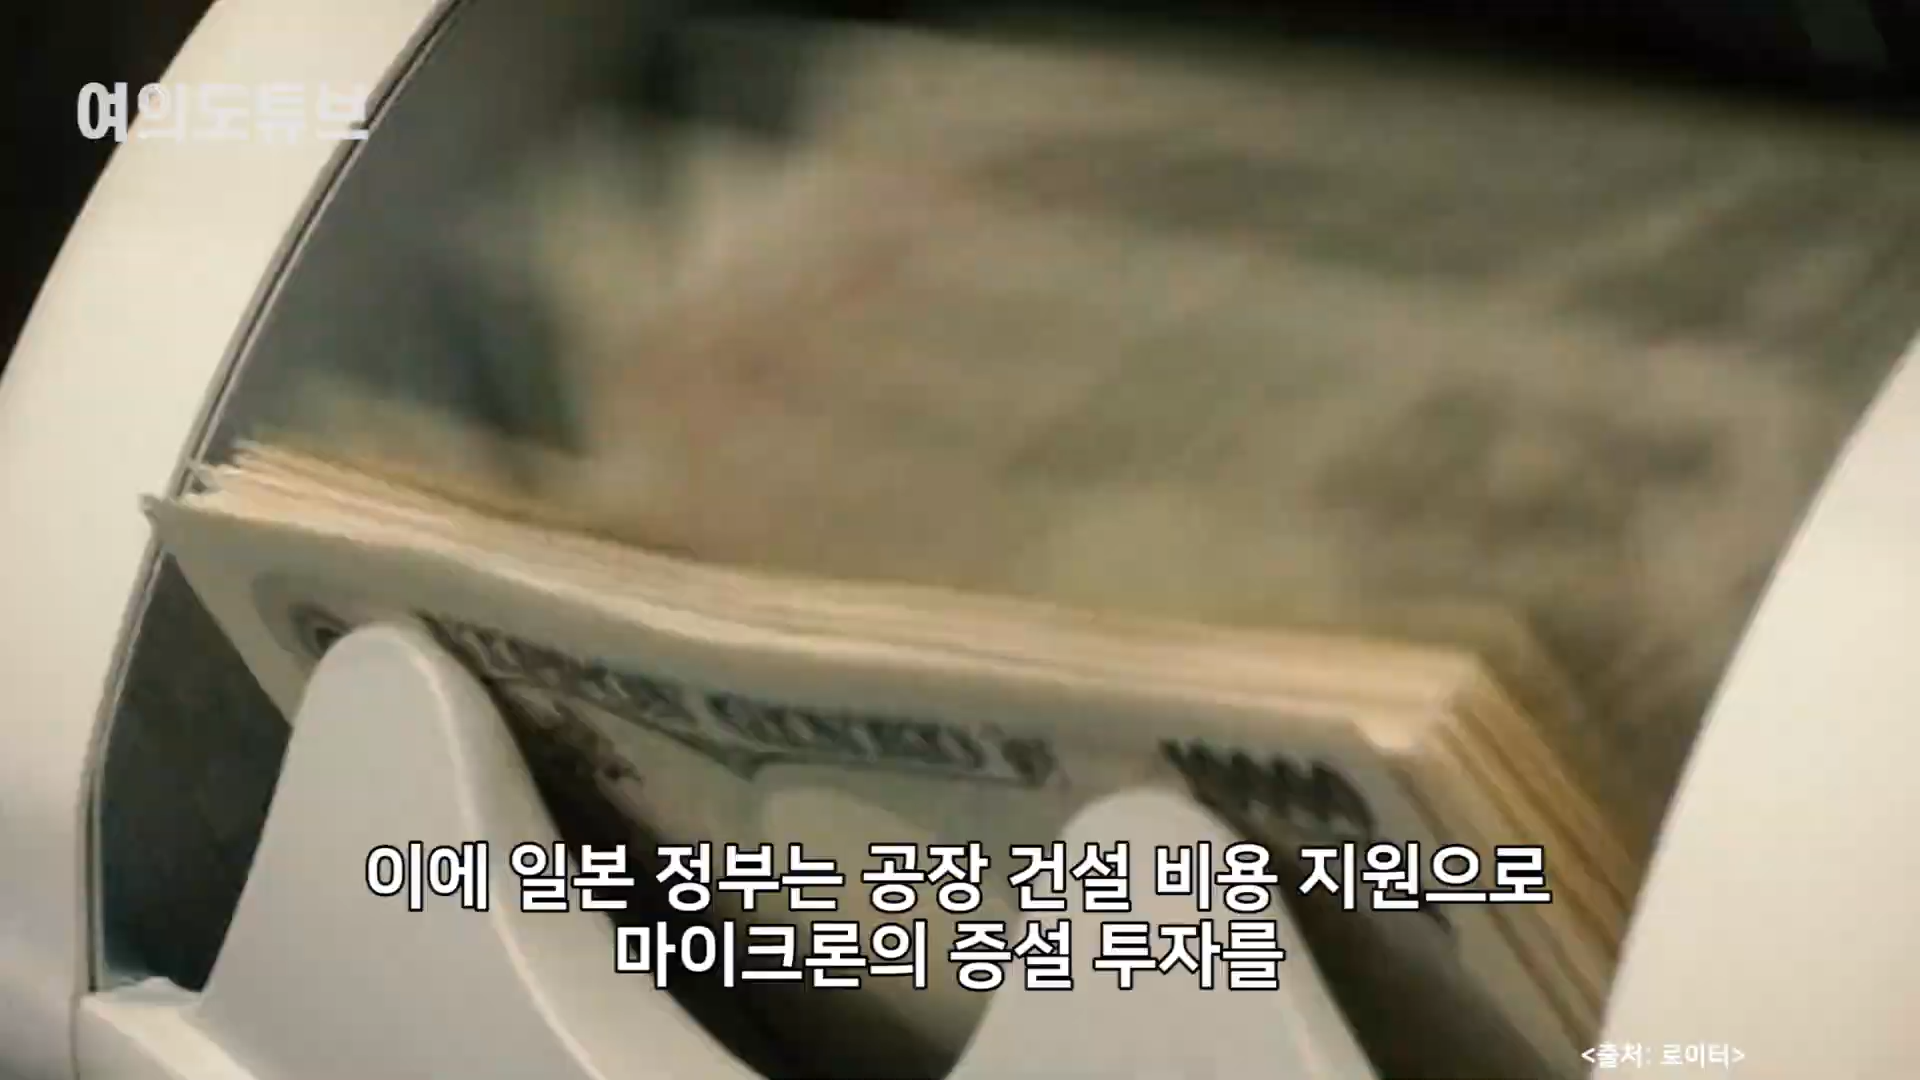 여의도튜브
이에 일본 정부는 공장 건설 비용 지원으로
마이크론의 증설 투자를
<출처: 로이터>